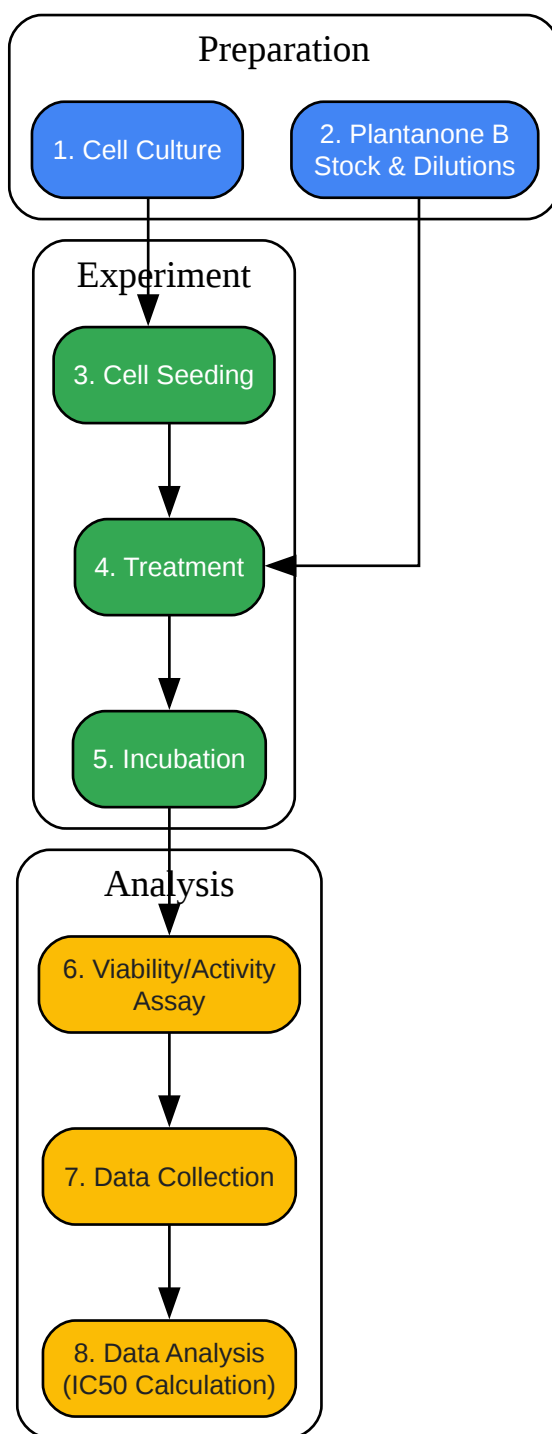 Preparation
1. Cell Culture
2. Plantanone B
Stock & Dilutions
Experiment
3. Cell Seeding
4. Treatment
5. Incubation
Analysis
6. Viability/Activity
Assay
7. Data Collection
8. Data Analysis
(IC50 Calculation)